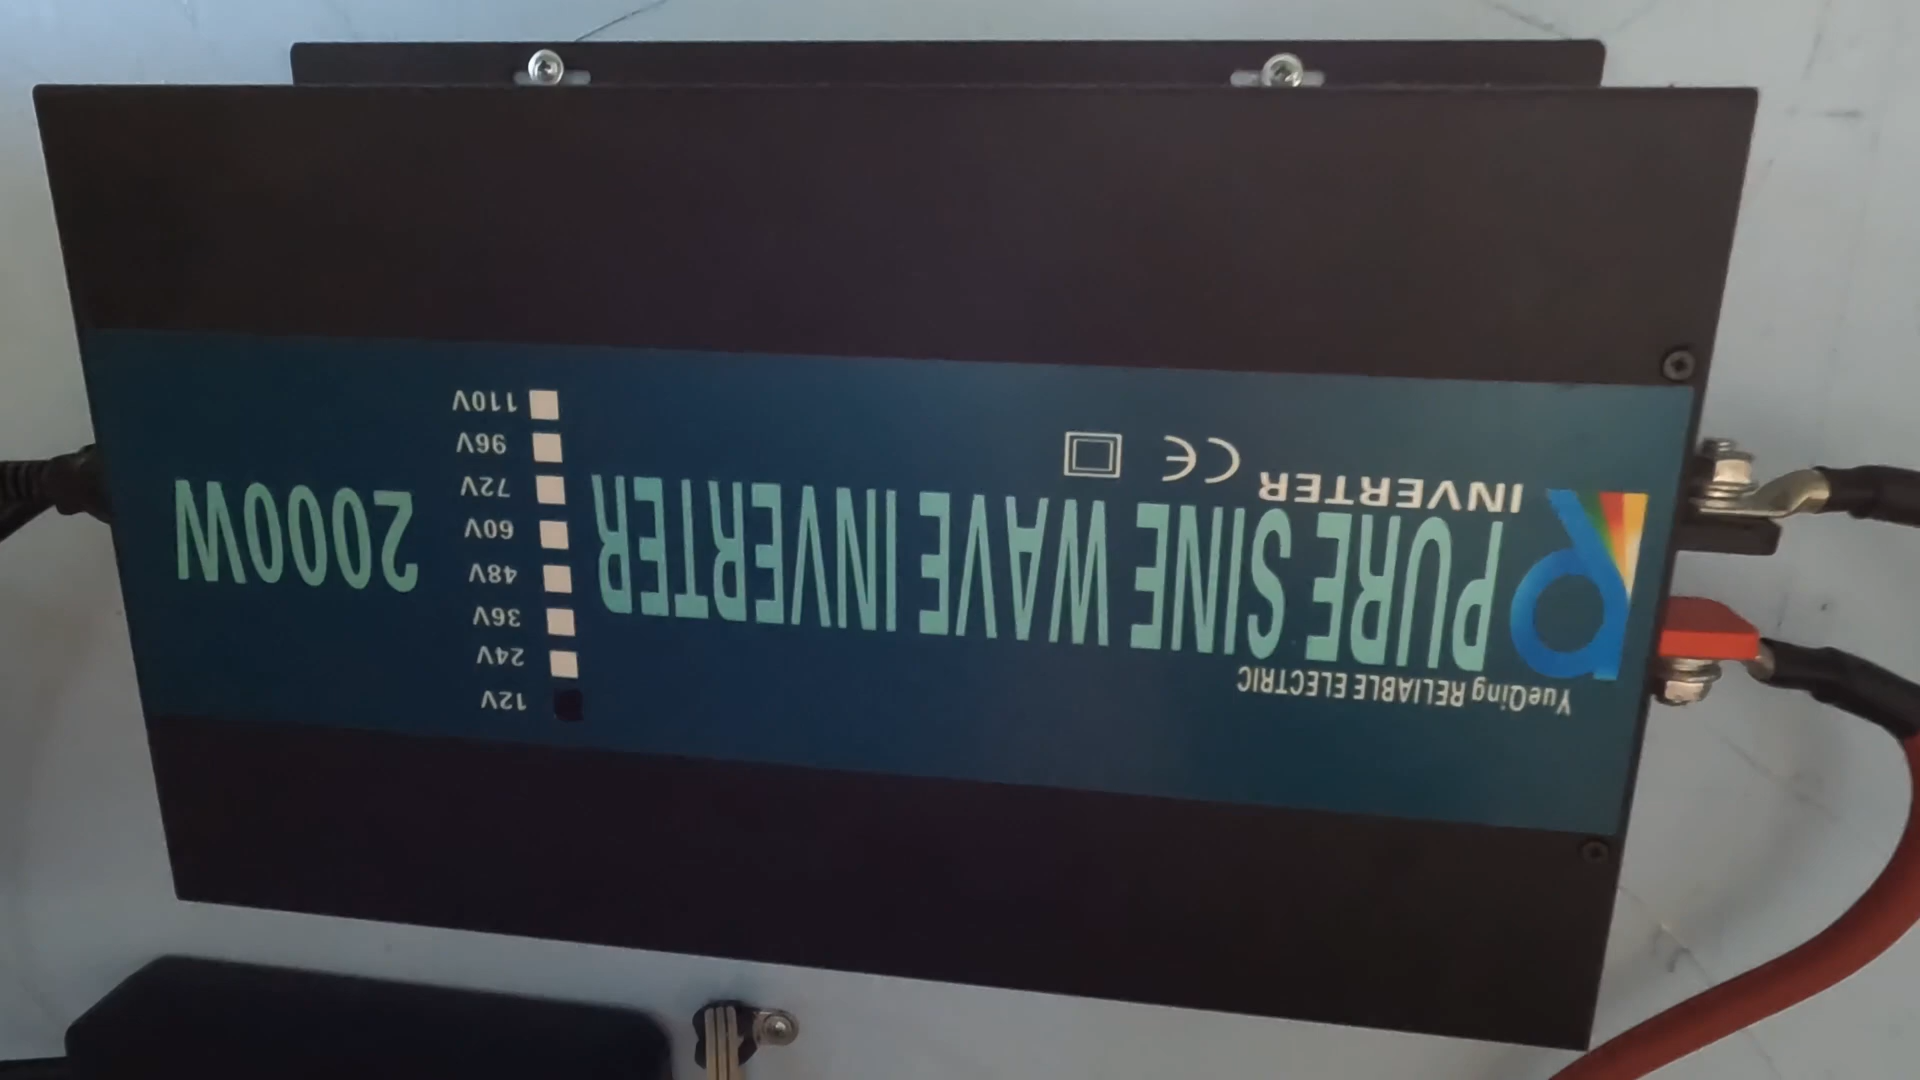 YueQing RELIABLE ELECTRIC
PURE SINE WAVE INVERTER
INVERTER CE
12V
24V
36V
48V
60V
72V
96V
110V
2000W